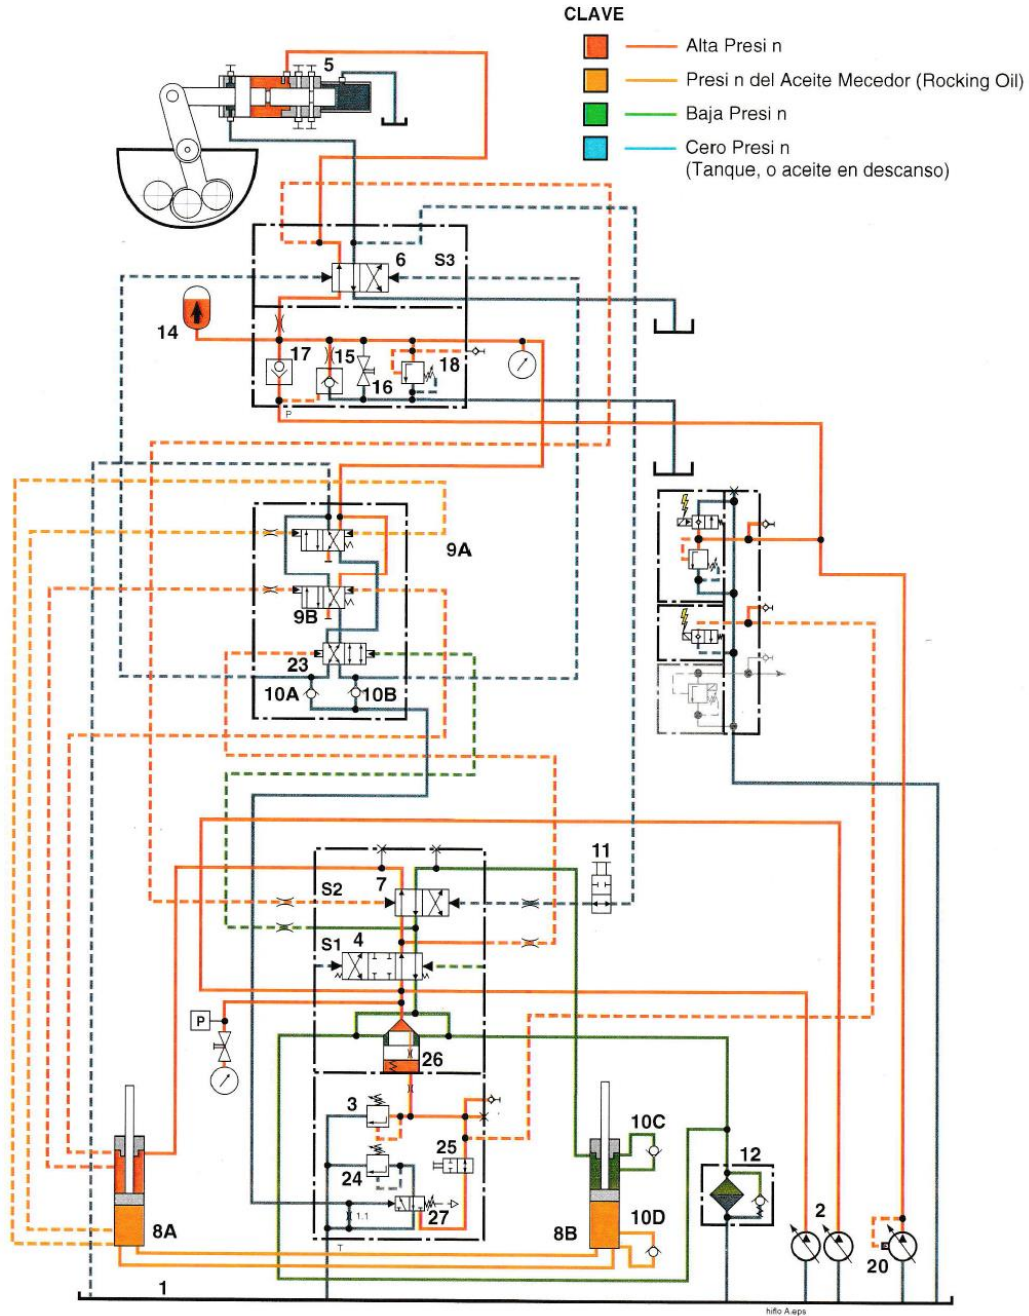 CLAVE
Alta Presi n
Presi n del Aceite Mecedor (Rocking Oil)
Baja Presi n
Cero Presi n
(Tanque, o aceite en descanso)
5
6
S3
14
17
15
16
18
P
9A
9B
23
10A
10B
11
7
S2
S1
4
P
26
3
25
24
27
1.1
T
10C
12
8A
8B
10D
2
20
1
hiflo A.eps